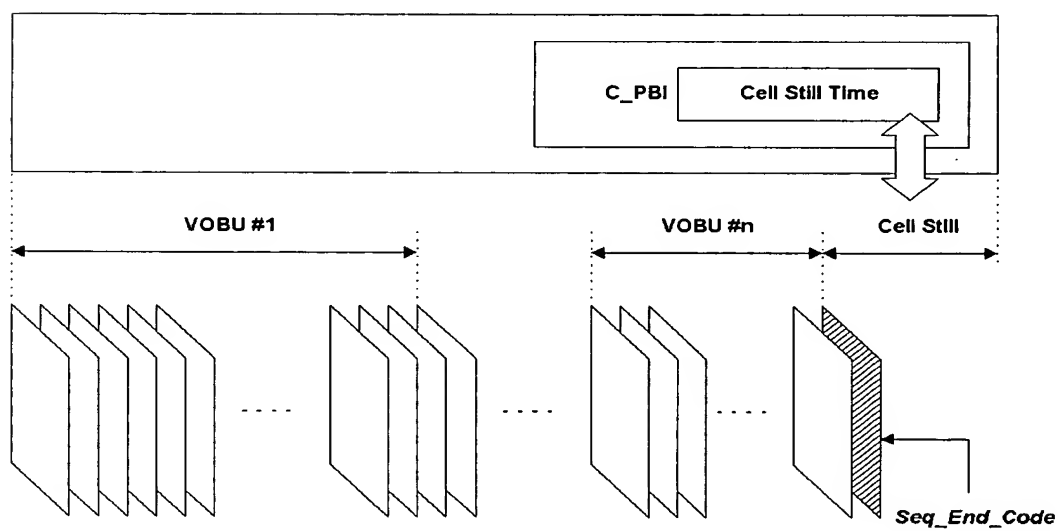 C_PBI
Cell Still Time
VOBU #1
VOBU #n
Cell Still
Seq_End_Code